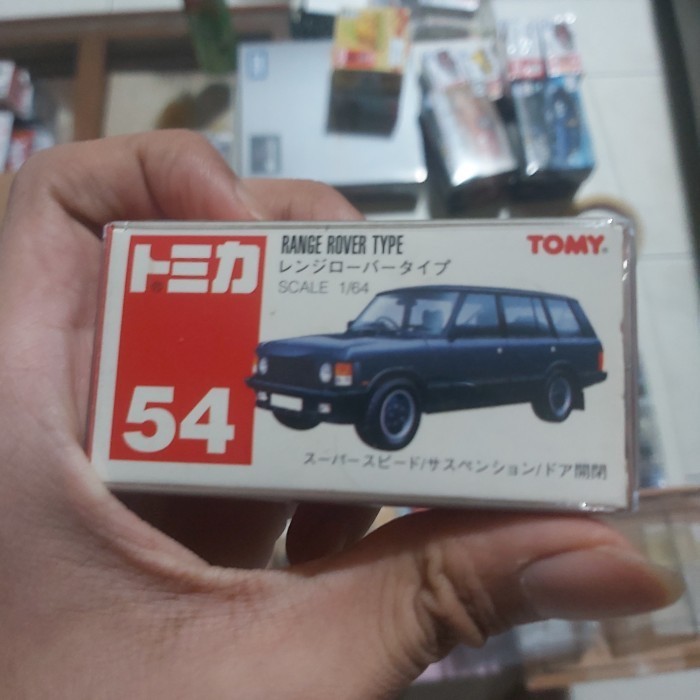 トミカ
54
RANGE ROVER TYPE
レンジローバータイプ
SCALE 1/64
TOMY®
スーパースピード/サスペンション/ドア開閉